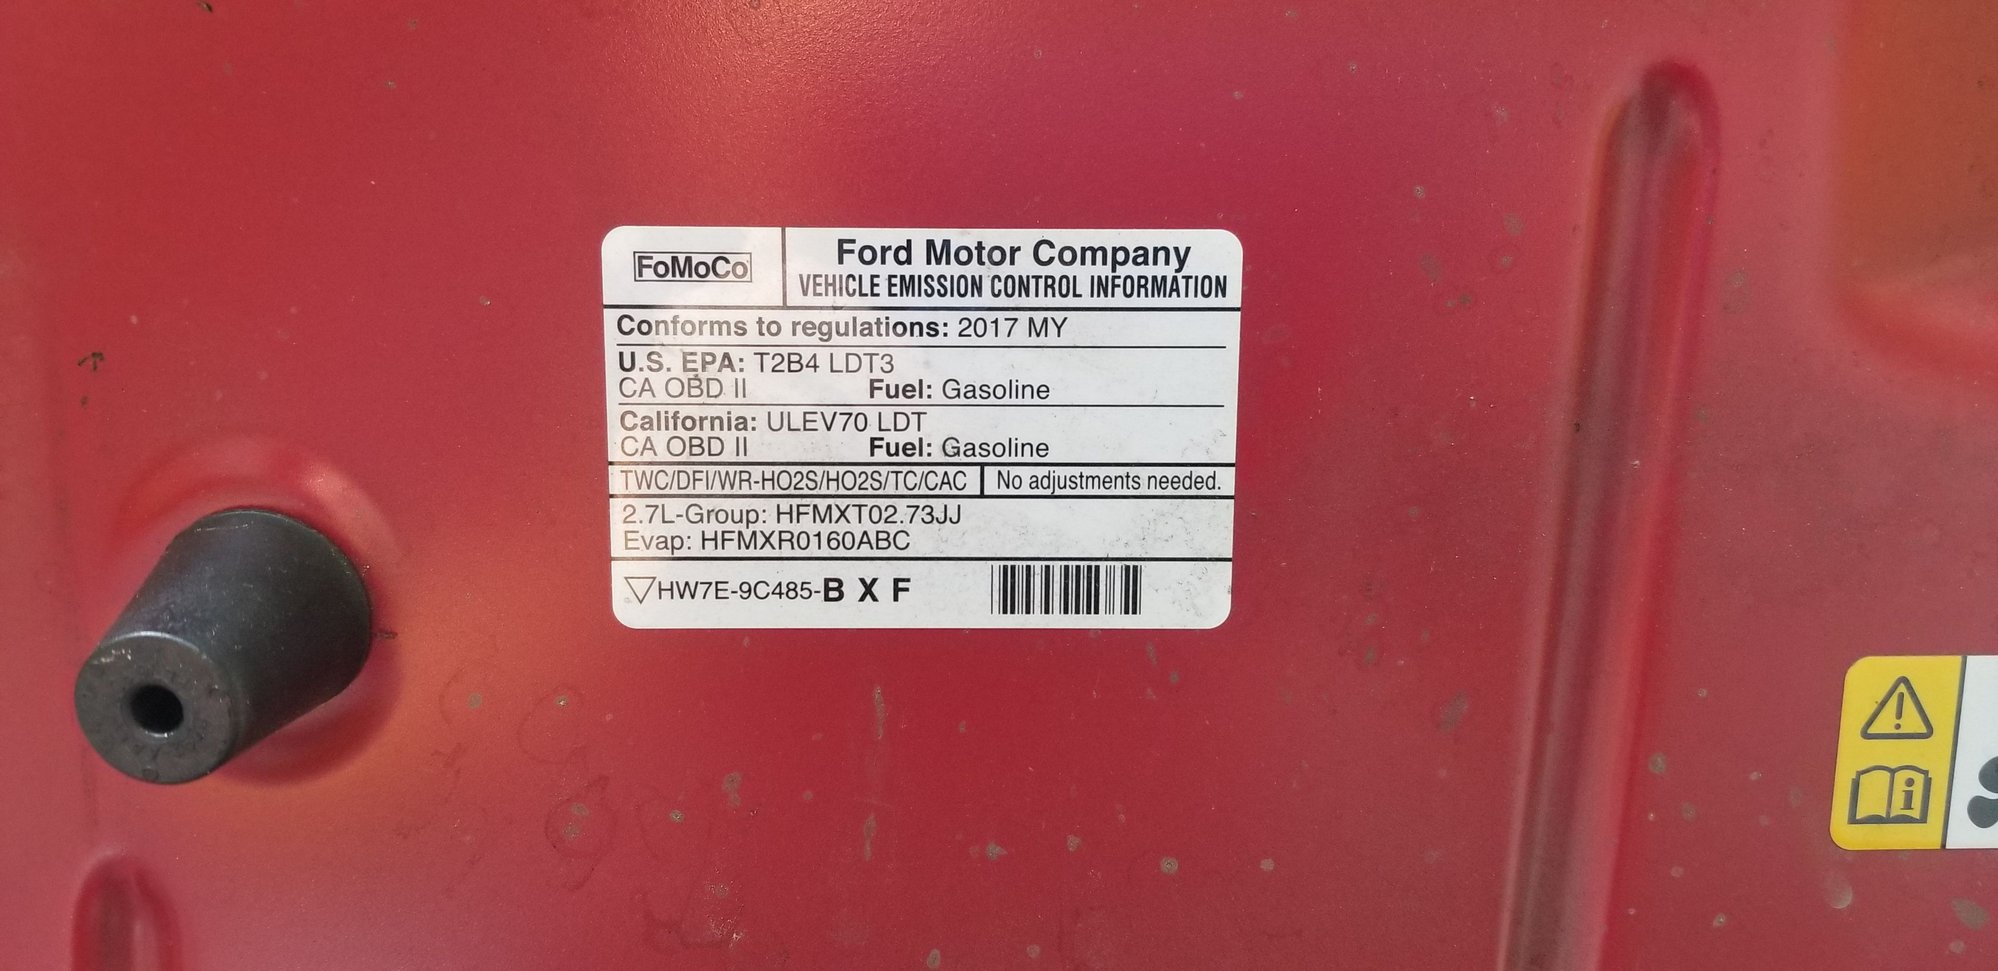 FoMoCo
Ford Motor Company
VEHICLE EMISSION CONTROL INFORMATION
Conforms to regulations: 2017 MY
U.S. EPA: T2B4 LDT3
CA OBD II Fuel: Gasoline
California: ULEV70 LDT
CA OBD II Fuel: Gasoline
TWC/DFI/WR-HO2S/HO2S/TC/CAC No adjustments needed.
2.7L-Group: HFMXT02.73JJ
Evap: HFMXR0160ABC
HW7E-9C485-B X F